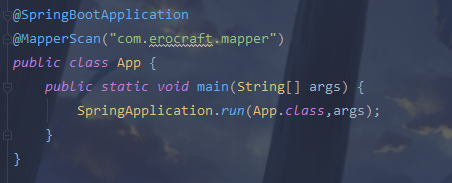 @SpringBootApplication
@MapperScan("com.erocraft.mapper")
public class App {
public static void main(String[] args) {
SpringApplication.run(App.class,args);
}
}